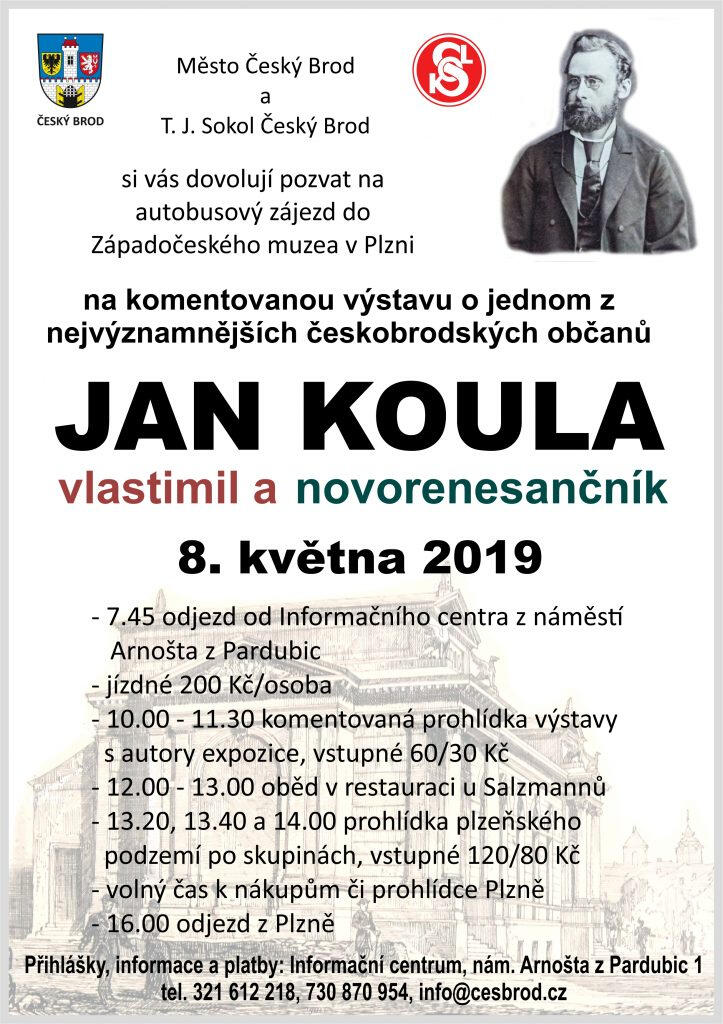 ČESKÝ BROD
Město Český Brod
a
T. J. Sokol Český Brod
SOKOL
si vás dovolují pozvat na
autobusový zájezd do
Západočeského muzea v Plzni
na komentovanou výstavu o jednom z
nejvýznamnějších českobrodských občanů
JAN KOULA
vlastimil a novorenesančník
8. května 2019
- 7.45 odjezd od Informačního centra z náměstí
Arnošta z Pardubic
- jízdné 200 Kč/osoba
- 10.00 - 11.30 komentovaná prohlídka výstavy
s autory expozice, vstupné 60/30 Kč
- 12.00 - 13.00 oběd v restauraci u Salzmannů
- 13.20, 13.40 a 14.00 prohlídka plzeňského
podzemí po skupinách, vstupné 120/80 Kč
- volný čas k nákupům či prohlídce Plzně
- 16.00 odjezd z Plzně
Přihlášky, informace a platby: Informační centrum, nám. Arnošta z Pardubic 1
tel. 321 612 218, 730 870 954, info@cesbrod.cz